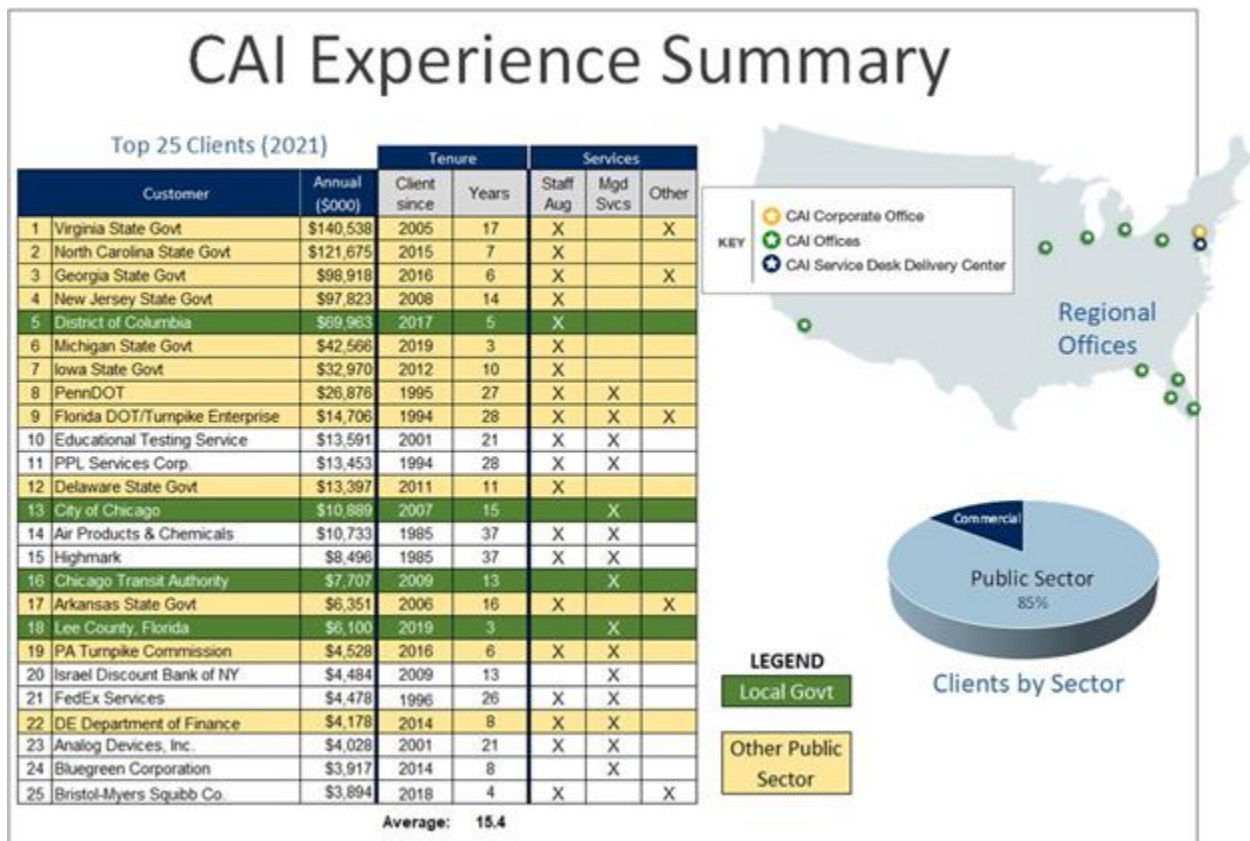 CAI Experience Summary
Top 25 Clients (2021)
Tenure Services
Customer Annual ($000) Client since Years Staff Aug Mgd Svcs Other
1 Virginia State Govt $140,538 2005 17 X X
2 North Carolina State Govt $121,675 2015 7 X
3 Georgia State Govt $98,918 2016 6 X X
4 New Jersey State Govt $97,823 2008 14 X
5 District of Columbia $69,963 2017 5 X
6 Michigan State Govt $42,566 2019 3 X
7 Iowa State Govt $32,970 2012 10 X
8 PennDOT $26,876 1995 27 X X
9 Florida DOT/Turnpike Enterprise $14,706 1994 28 X X X
10 Educational Testing Service $13,591 2001 21 X X
11 PPL Services Corp. $13,453 1994 28 X X
12 Delaware State Govt $13,397 2011 11 X
13 City of Chicago $10,889 2007 15 X
14 Air Products & Chemicals $10,733 1985 37 X X
15 Highmark $8,496 1985 37 X X
16 Chicago Transit Authority $7,707 2009 13 X
17 Arkansas State Govt $6,351 2006 16 X X
18 Lee County, Florida $6,100 2019 3 X
19 PA Turnpike Commission $4,528 2016 6 X X
20 Israel Discount Bank of NY $4,484 2009 13 X
21 FedEx Services $4,478 1996 26 X X
22 DE Department of Finance $4,178 2014 8 X X
23 Analog Devices, Inc. $4,028 2001 21 X X
24 Bluegreen Corporation $3,917 2014 8 X
25 Bristol-Myers Squibb Co. $3,894 2018 4 X X
Average: 15.4
KEY
CAI Corporate Office
CAI Offices
CAI Service Desk Delivery Center
Regional
Offices
Commercial
Public Sector
85%
Clients by Sector
LEGEND
Local Govt
Other Public
Sector